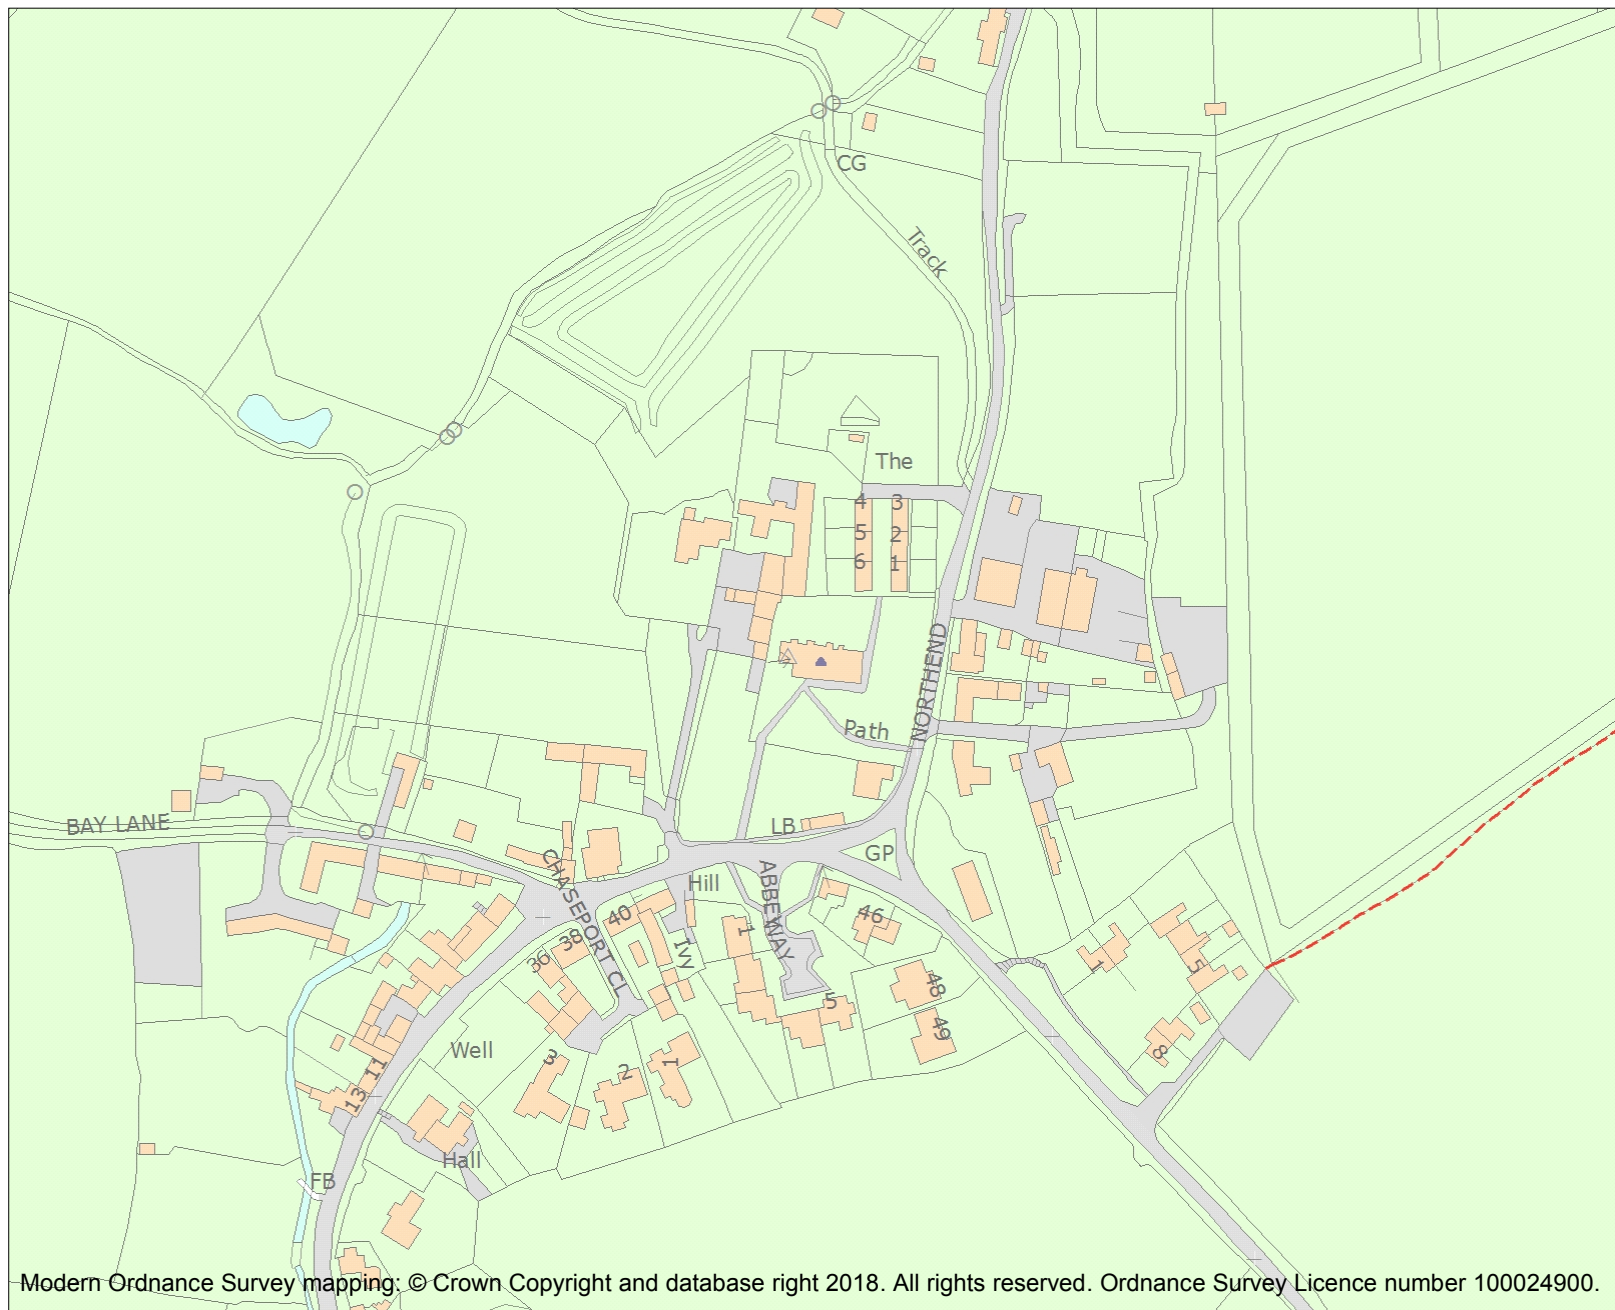 CG
Track
The
4 3
5 2
6 1
NORTHEND
Path
BAY LANE
LB
GP
CHASEPORT CL
Hill
ABBEWAY
46
40
38
36
Ivy
1
1
5
48
5
49
8
Well
3
2
1
11
13
Hall
FB
Modern Ordnance Survey mapping: © Crown Copyright and database right 2018. All rights reserved. Ordnance Survey Licence number 100024900.